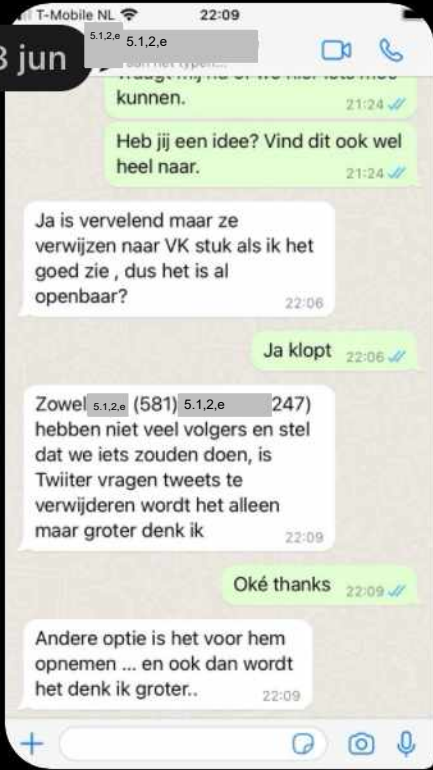 T-Mobile NL 22:09
8 jun 5.1,2,e 5.1,2,e
kunnen. 21:24
Heb jij een idee? Vind dit ook wel
heel naar. 21:24
Ja is vervelend maar ze
verwijzen naar VK stuk als ik het
goed zie , dus het is al
openbaar? 22:06
Ja klopt 22:06
Zowel 5.1,2,e (581) 5.1,2,e 247)
hebben niet veel volgers en stel
dat we iets zouden doen, is
Twiiter vragen tweets te
verwijderen wordt het alleen
maar groter denk ik 22:09
Oké thanks 22:09
Andere optie is het voor hem
opnemen ... en ook dan wordt
het denk ik groter.. 22:09